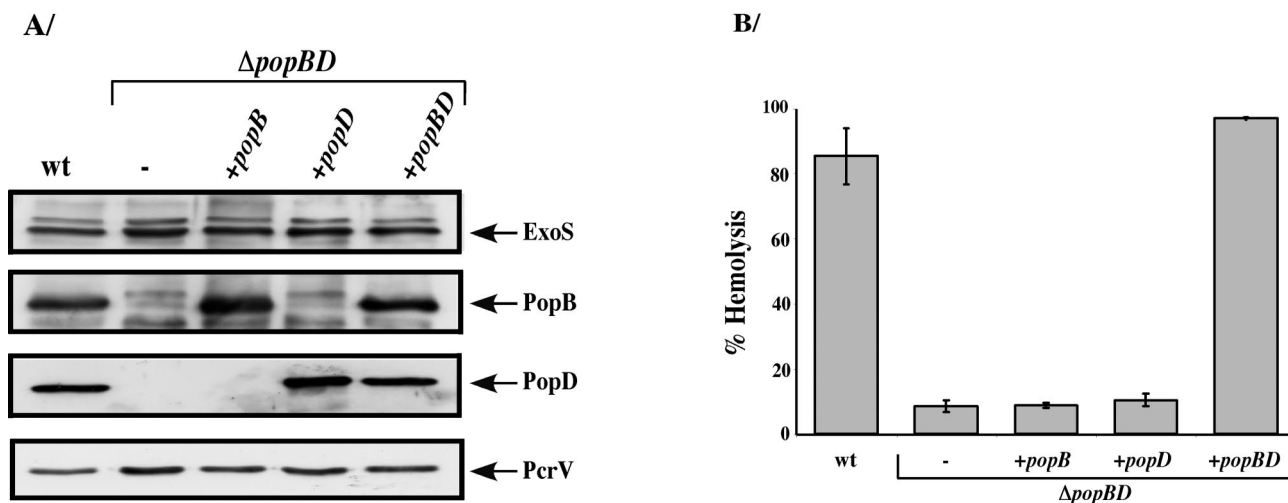 A/
ΔpopBD
wt
-
+popB
+popD
+popBD
ExoS
PopB
PopD
PcrV
B/
% Hemolysis
100
80
60
40
20
0
wt
-
+popB
+popD
+popBD
ΔpopBD